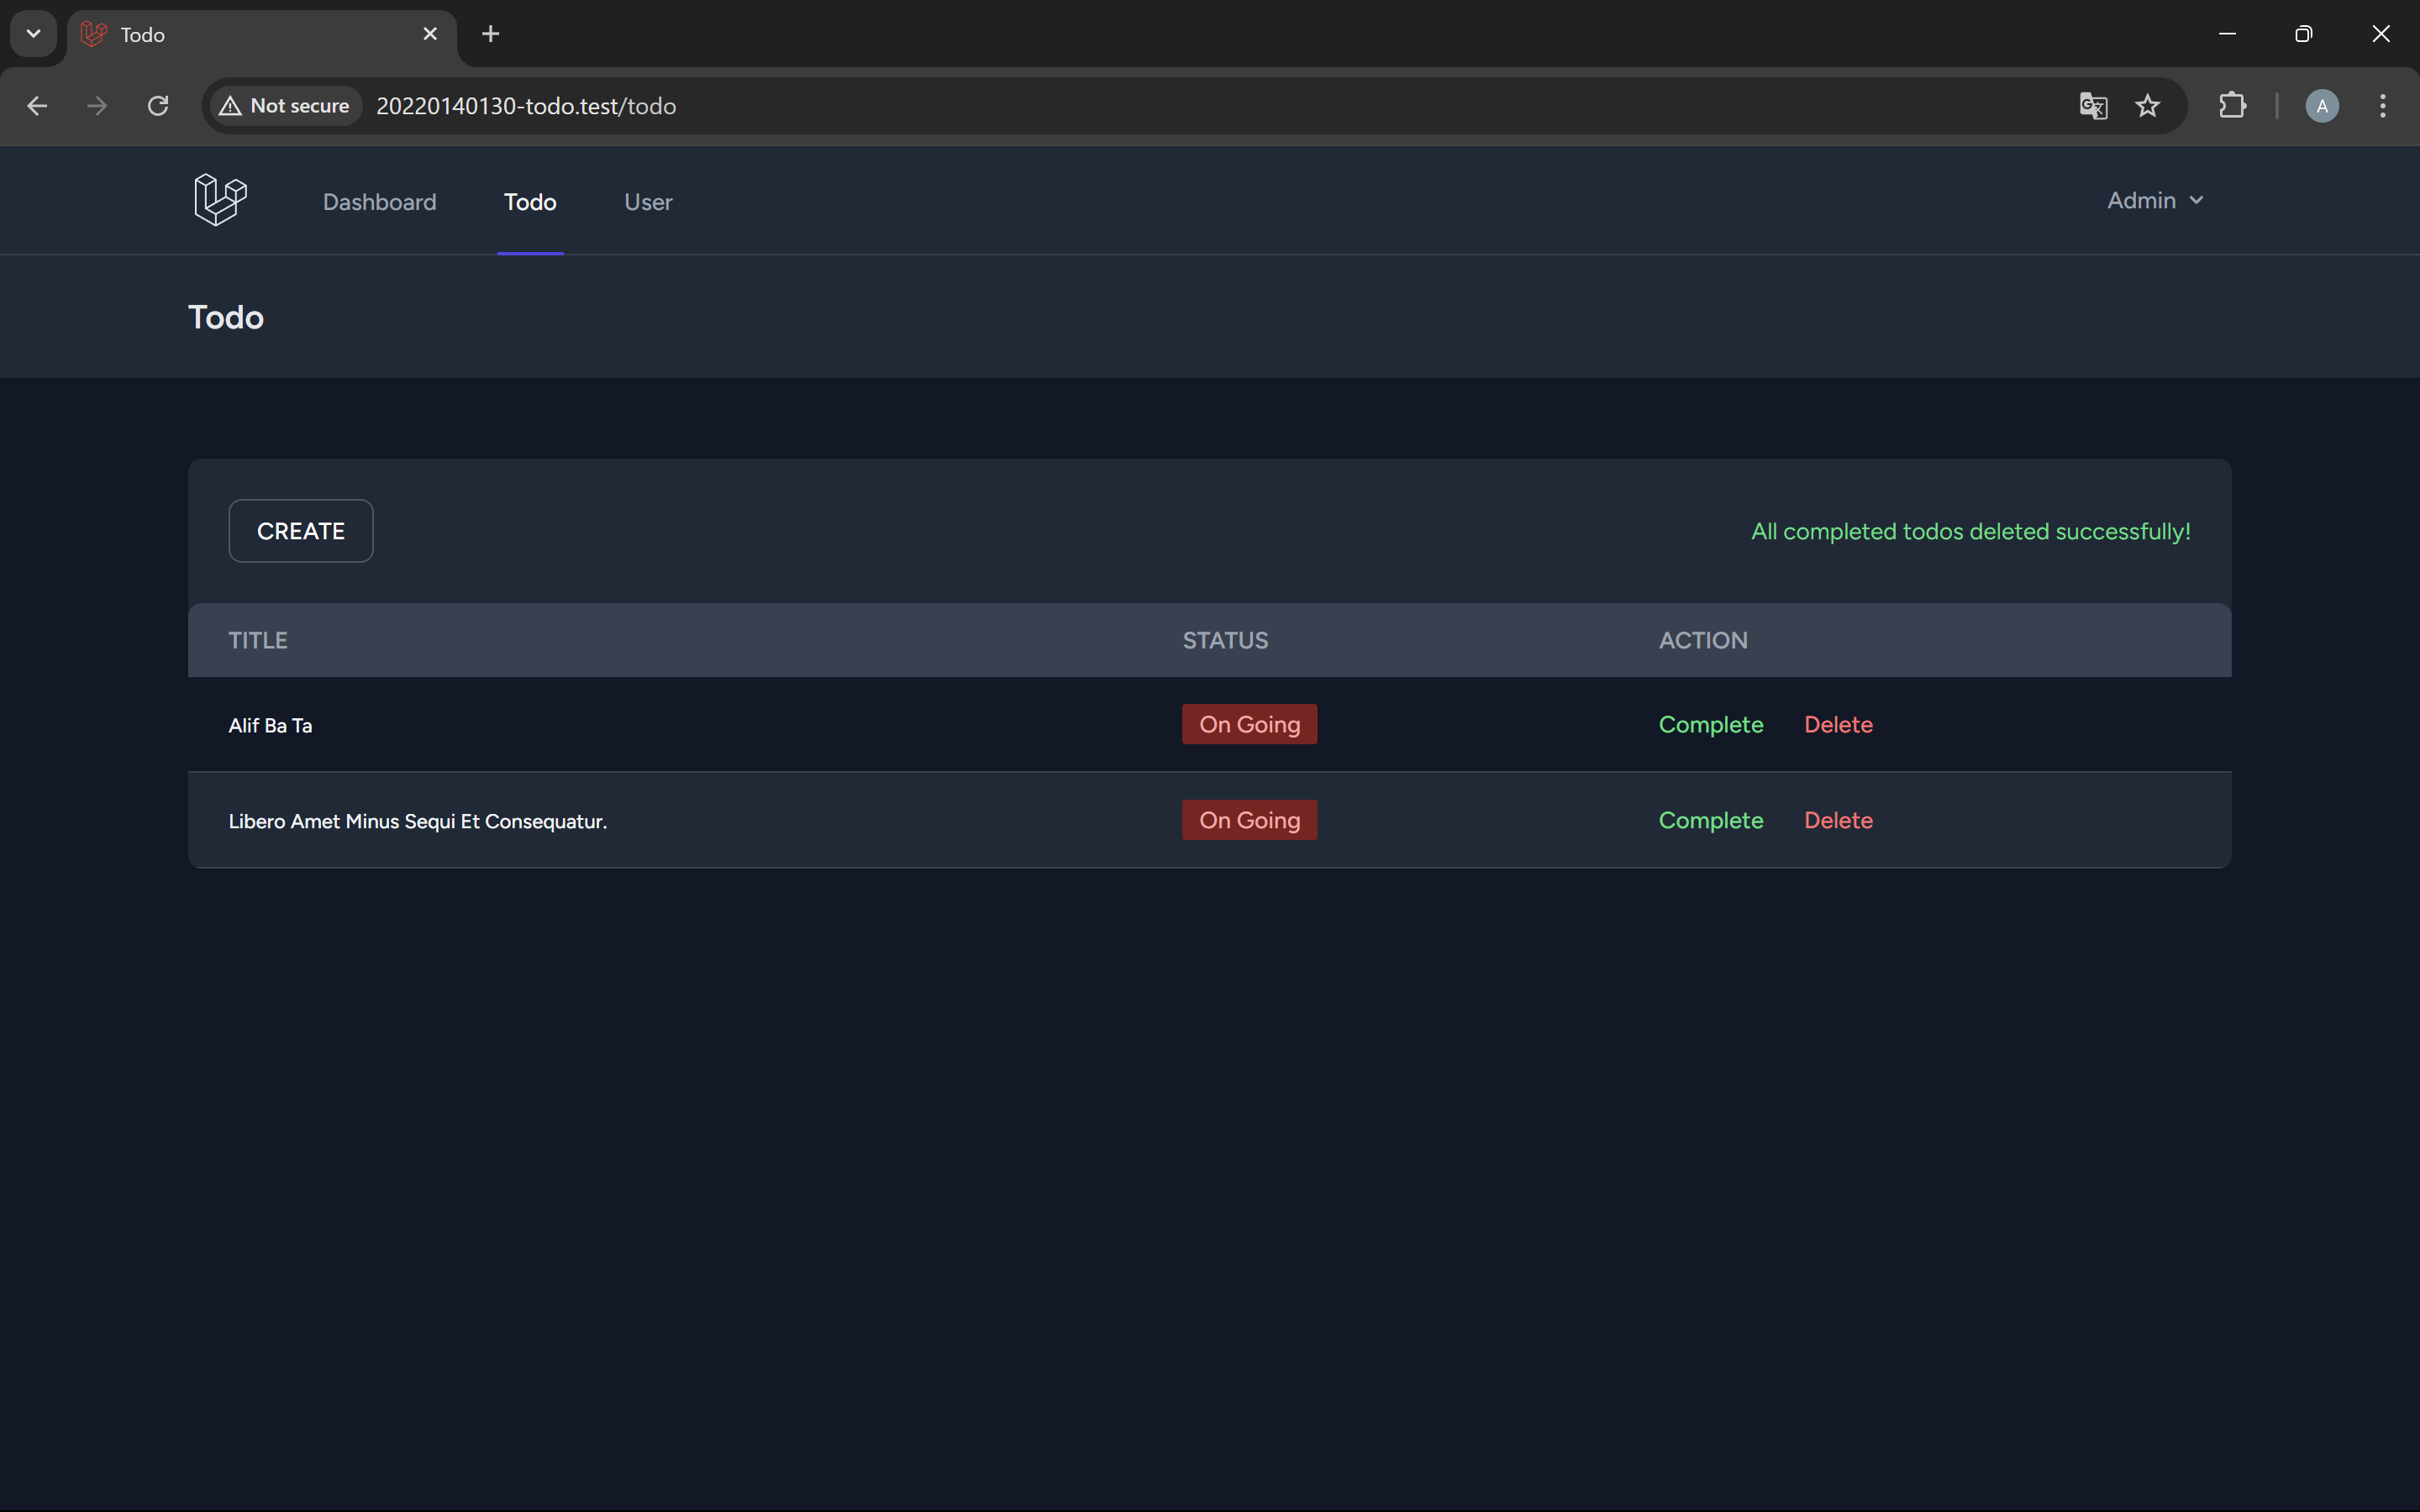 Todo
Not secure 20220140130-todo.test/todo A
Dashboard Todo User Admin
Todo
CREATE All completed todos deleted successfully!
TITLE STATUS ACTION
Alif Ba Ta On Going Complete Delete
Libero Amet Minus Sequi Et Consequatur. On Going Complete Delete